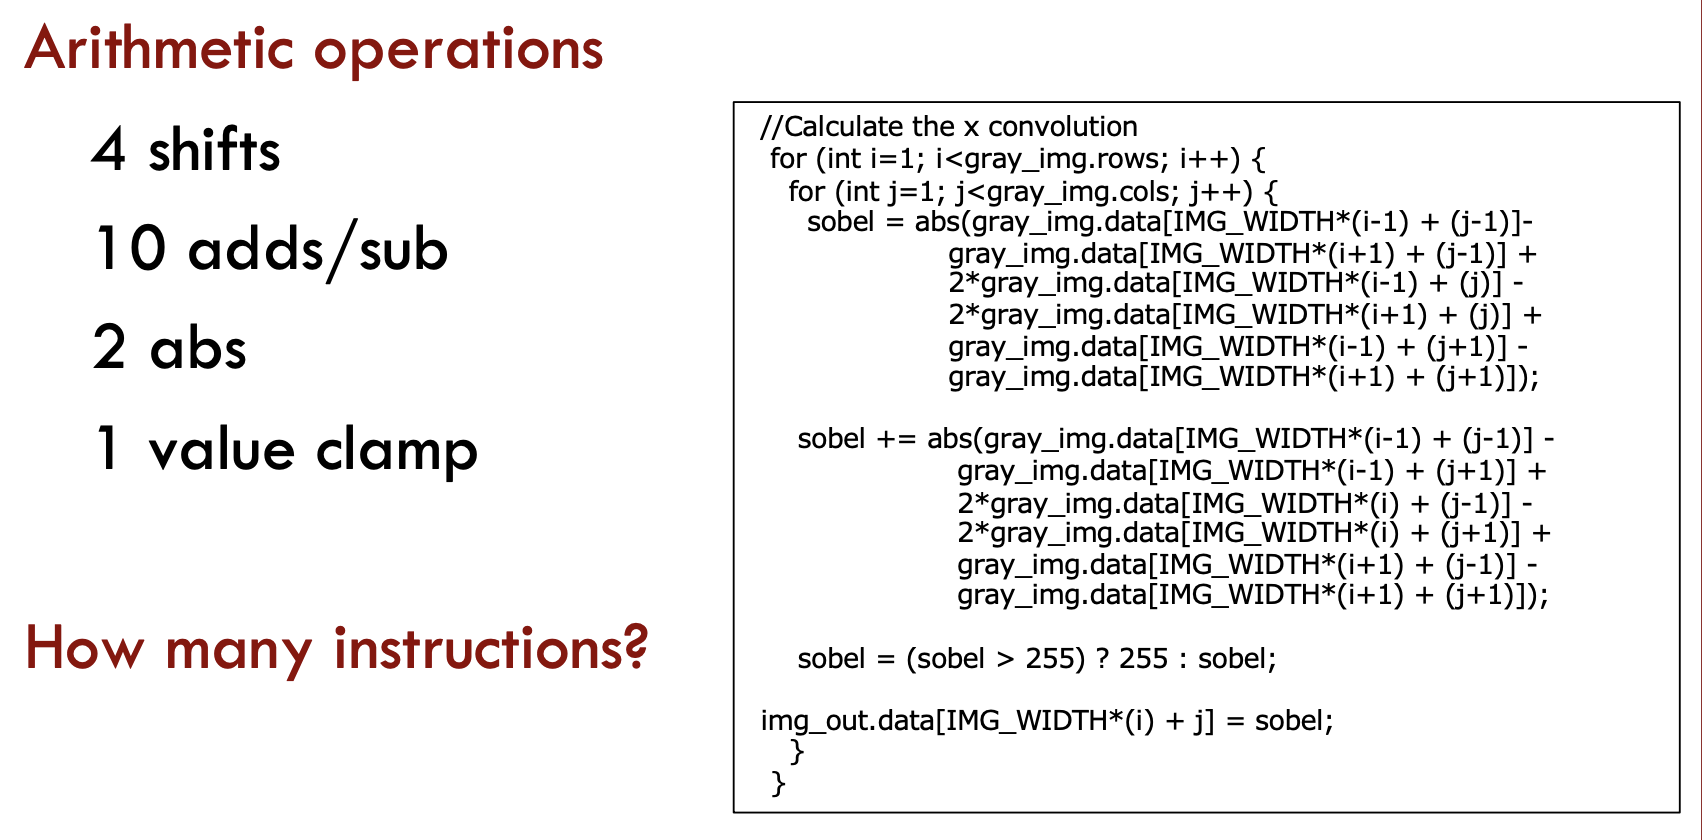 Arithmetic operations
4 shifts
10 adds/sub
2 abs
1 value clamp
How many instructions?
//Calculate the x convolution
for (int i=1; i<gray_img.rows; i++) {
for (int j=1; j<gray_img.cols; j++) {
sobel = abs(gray_img.data[IMG_WIDTH*(i-1) + (j-1)]-
gray_img.data[IMG_WIDTH*(i+1) + (j-1)] +
2*gray_img.data[IMG_WIDTH*(i-1) + (j)] -
2*gray_img.data[IMG_WIDTH*(i+1) + (j)] +
gray_img.data[IMG_WIDTH*(i-1) + (j+1)] -
gray_img.data[IMG_WIDTH*(i+1) + (j+1)]);
sobel += abs(gray_img.data[IMG_WIDTH*(i-1) + (j-1)] -
gray_img.data[IMG_WIDTH*(i-1) + (j+1)] +
2*gray_img.data[IMG_WIDTH*(i) + (j-1)] -
2*gray_img.data[IMG_WIDTH*(i) + (j+1)] +
gray_img.data[IMG_WIDTH*(i+1) + (j-1)] -
gray_img.data[IMG_WIDTH*(i+1) + (j+1)]);
sobel = (sobel > 255) ? 255 : sobel;
img_out.data[IMG_WIDTH*(i) + j] = sobel;
}
}